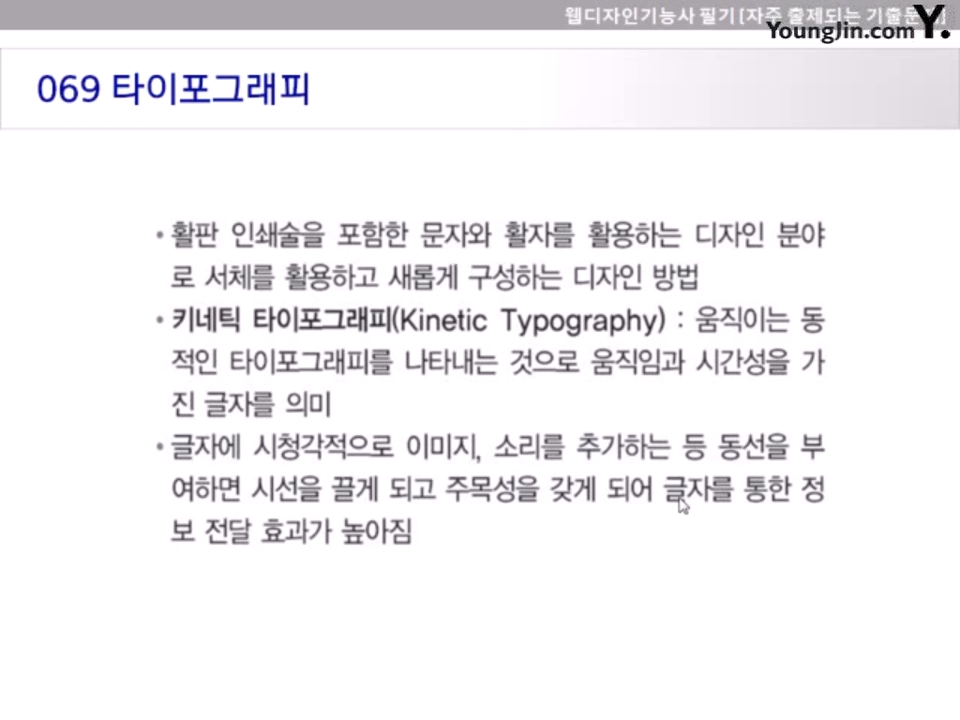 웹디자인기능사 필기 [자주 출제되는 기출문제]
YoungJin.com Y.
069 타이포그래피
• 활판 인쇄술을 포함한 문자와 활자를 활용하는 디자인 분야
로 서체를 활용하고 새롭게 구성하는 디자인 방법
• 키네틱 타이포그래피(Kinetic Typography) : 움직이는 동
적인 타이포그래피를 나타내는 것으로 움직임과 시간성을 가
진 글자를 의미
• 글자에 시청각적으로 이미지, 소리를 추가하는 등 동선을 부
여하면 시선을 끌게 되고 주목성을 갖게 되어 글자를 통한 정
보 전달 효과가 높아짐